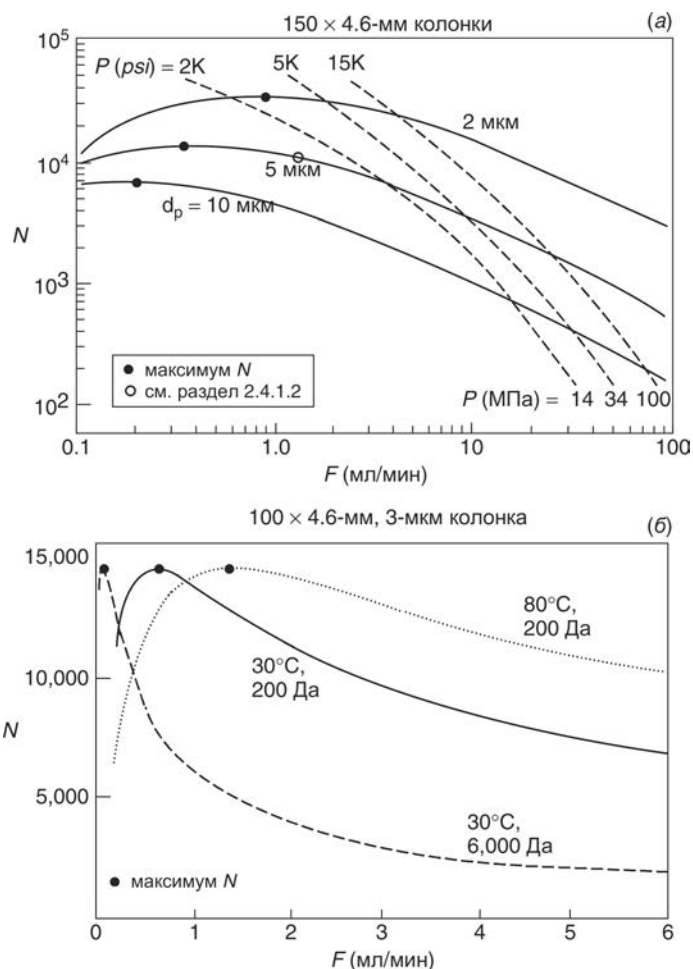 150 × 4.6-мм колонки
(а)
10⁵
P (psi) = 2K
5K
15K
2 мкм
10⁴
5 мкм
dₚ = 10 мкм
N
10³
● максимум N
○ см. раздел 2.4.1.2
P (МПа) = 14 34 100
10²
0.1 1.0 10 100
F (мл/мин)
100 × 4.6-мм, 3-мкм колонка
(б)
15,000
80°C,
200 Да
10,000
30°C,
200 Да
N
5,000
30°C,
6,000 Да
● максимум N
0 1 2 3 4 5 6
F (мл/мин)